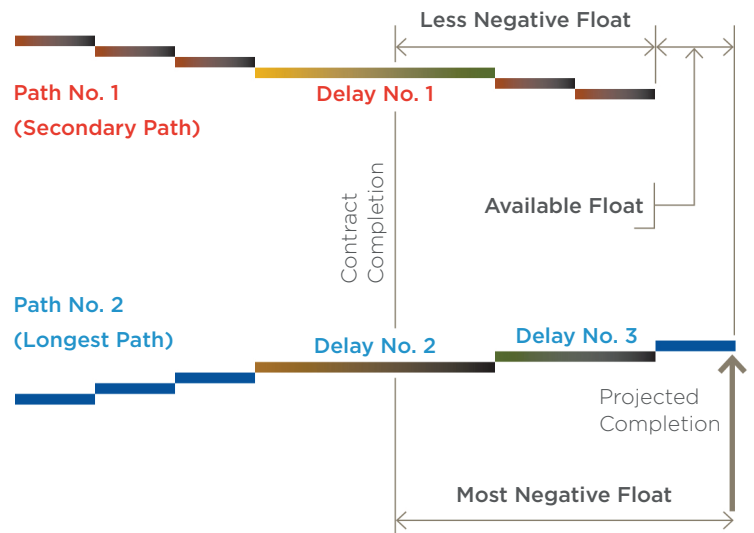 Less Negative Float
Path No. 1
(Secondary Path)
Delay No. 1
Contract
Completion
Available Float
Path No. 2
(Longest Path)
Delay No. 2
Delay No. 3
Projected
Completion
Most Negative Float